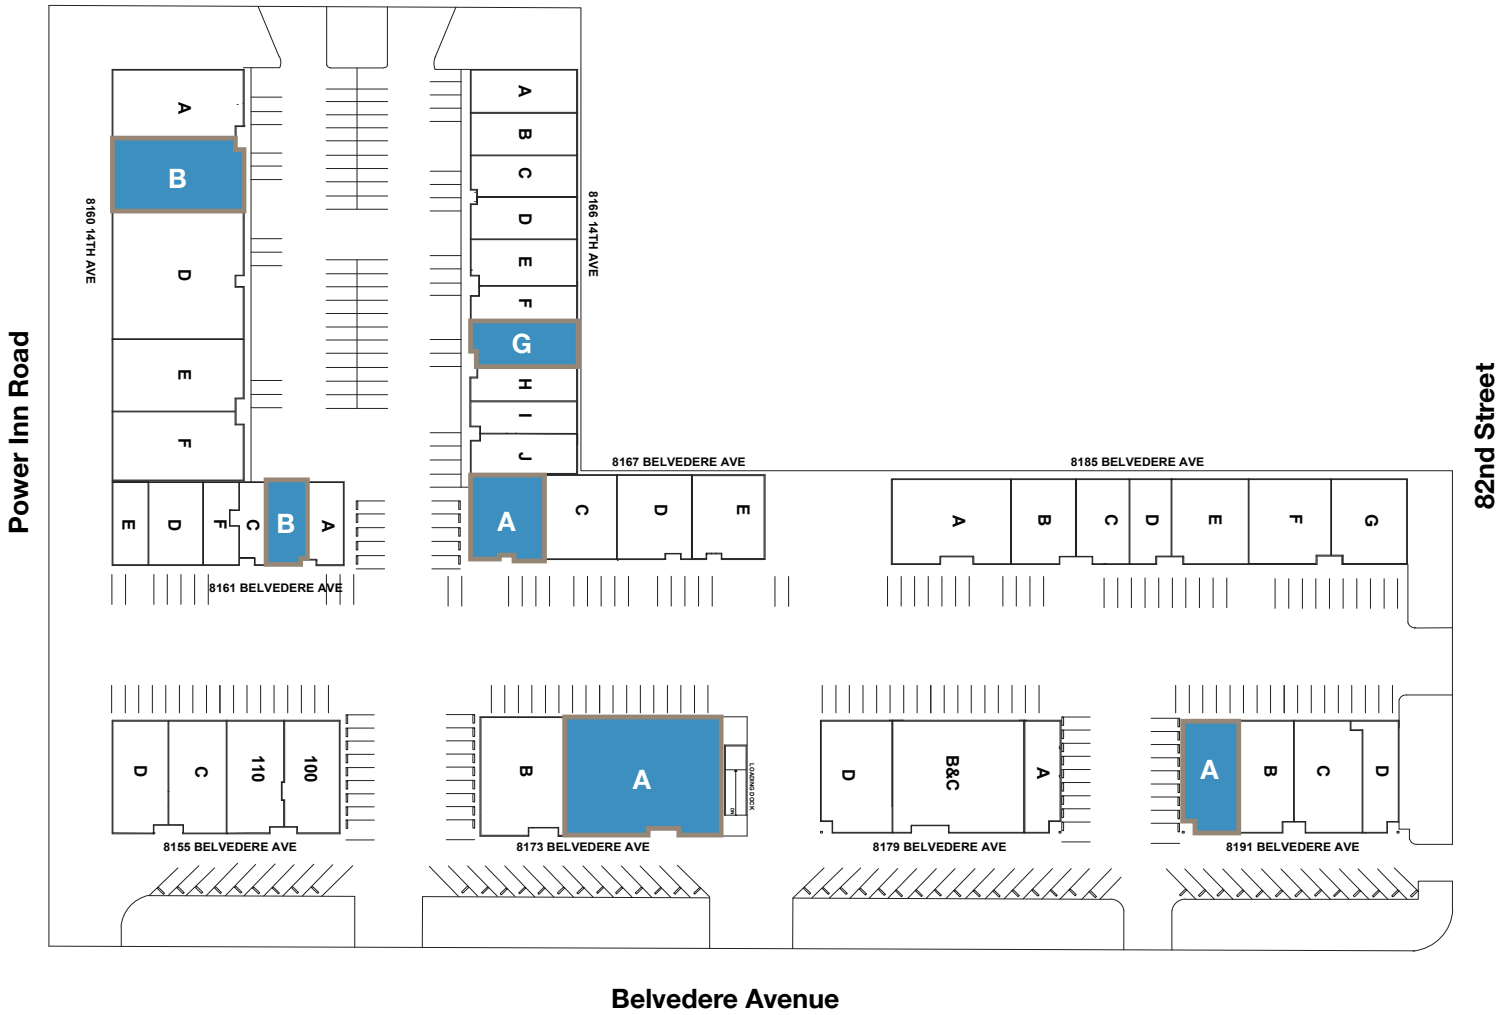 A
B
D
E
F
8160 14TH AVE
A
B
C
D
E
F
G
H
I
J
8166 14TH AVE
Power Inn Road
82nd Street
E
D
F
C
B
A
8161 BELVEDERE AVE
8167 BELVEDERE AVE
A
C
D
E
8185 BELVEDERE AVE
A
B
C
D
E
F
G
D
C
110
100
8155 BELVEDERE AVE
B
A
LOADING DOCK
DN
8173 BELVEDERE AVE
D
B&C
A
8179 BELVEDERE AVE
A
B
C
D
8191 BELVEDERE AVE
Belvedere Avenue